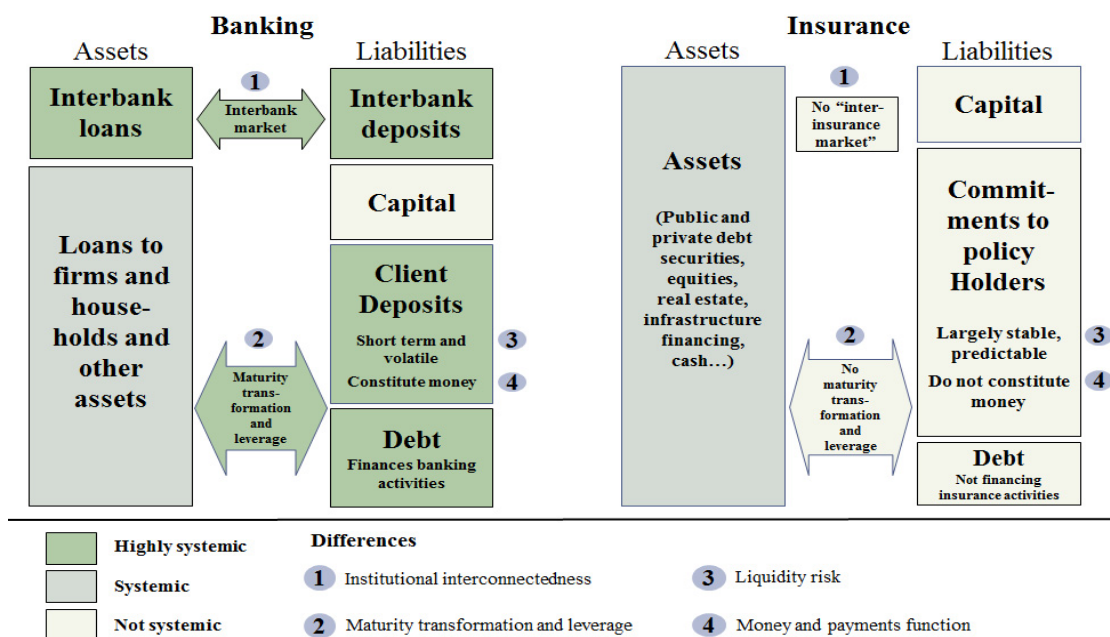 Banking
Assets
Liabilities
Interbank
loans
1
Interbank
market
Interbank
deposits
Capital
Loans to
firms and
house-
holds and
other
assets
2
Maturity
trans-
formation
and
leverage
Client
Deposits
Short term and
volatile
3
Constitute money
4
Debt
Finances banking
activities
Insurance
Assets
Liabilities
Assets
(Public and
private debt
securities,
equities,
real estate,
infrastructure
financing,
cash...)
1
No “inter-
insurance
market”
Capital
2
No
maturity
trans-
formation
and
leverage
Commit-
ments to
policy
Holders
Largely stable,
predictable
3
Do not constitute
money
4
Debt
Not financing
insurance activities
Highly systemic
Systemic
Not systemic
Differences
1 Institutional interconnectedness
2 Maturity transformation and leverage
3 Liquidity risk
4 Money and payments function